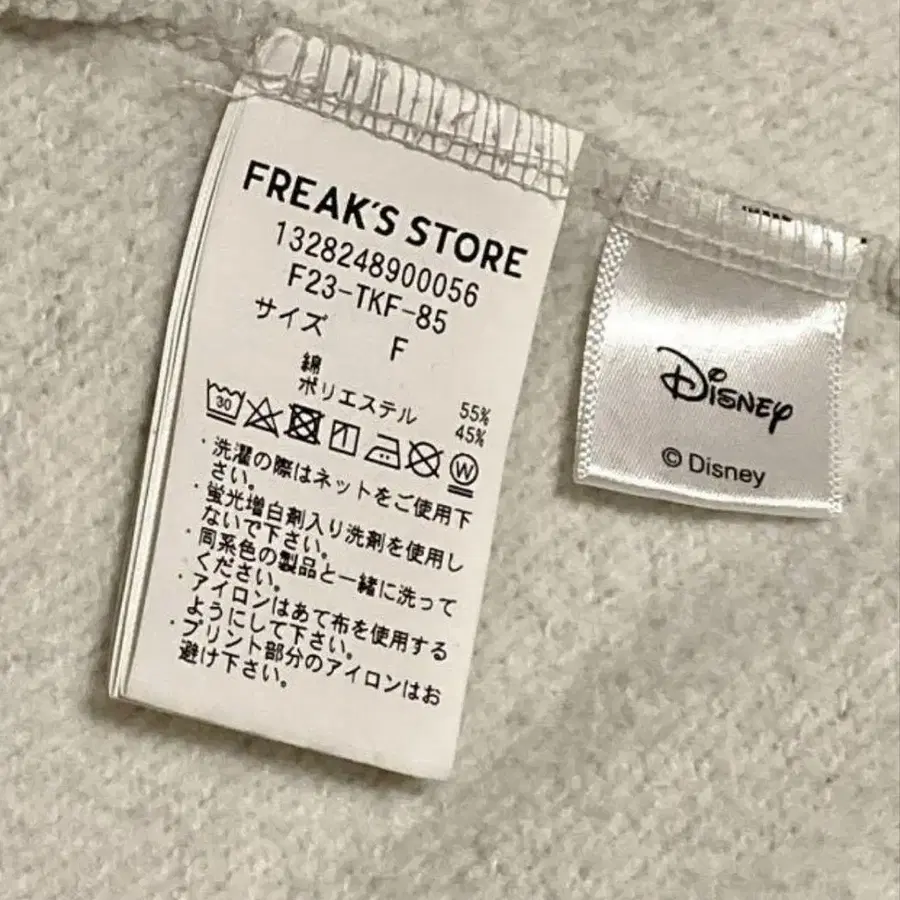 FREAK'S STORE
1328248900056
F23-TKF-85
サイズ F
綿 55%
ポリエステル 45%
30
W
・洗濯の際はネットをご使用下
さい。
・蛍光増白剤入り洗剤を使用し
ないで下さい。
・同系色の製品と一緒に洗って
ください。
・アイロンはあて布を使用する
ようにして下さい。
・プリント部分のアイロンはお
避け下さい。
Disney
© Disney